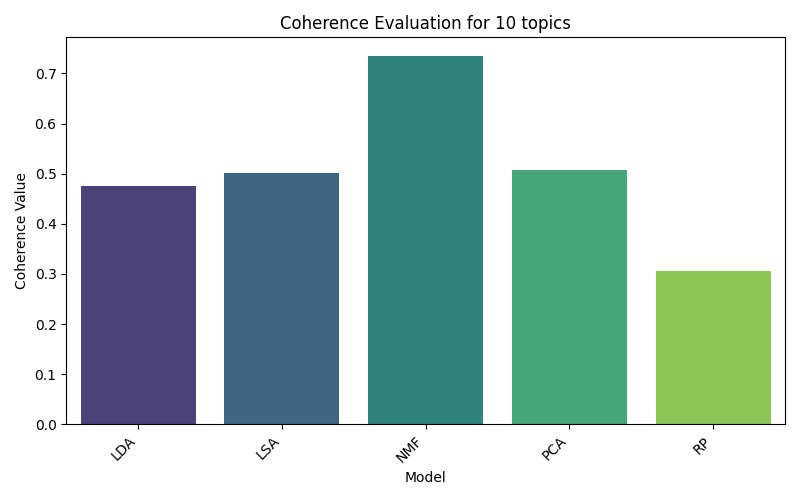 Coherence Evaluation for 10 topics
Coherence Value
0.7
0.6
0.5
0.4
0.3
0.2
0.1
0.0
LDA
LSA
NMF
PCA
RP
Model